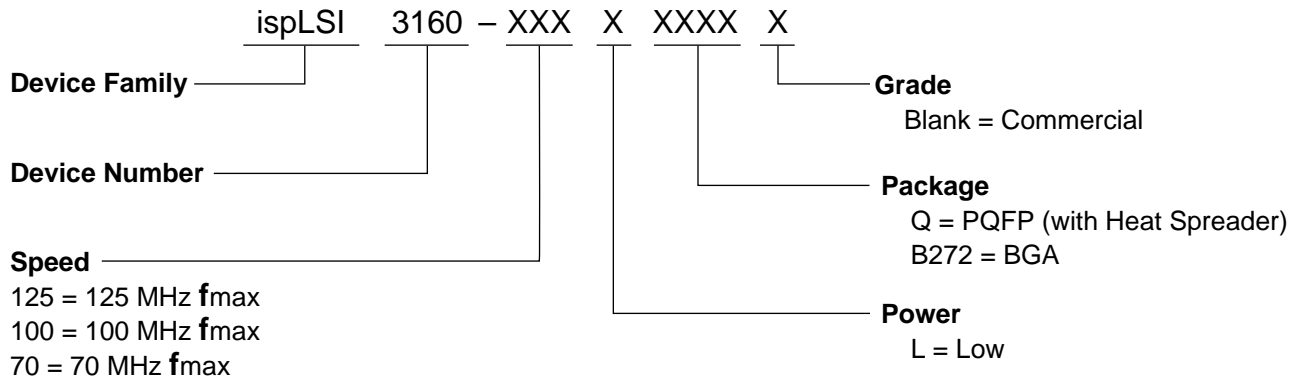 ispLSI 3160 – XXX X XXXX X
Device Family
Device Number
Speed
125 = 125 MHz fmax
100 = 100 MHz fmax
70 = 70 MHz fmax
Grade
Blank = Commercial
Package
Q = PQFP (with Heat Spreader)
B272 = BGA
Power
L = Low